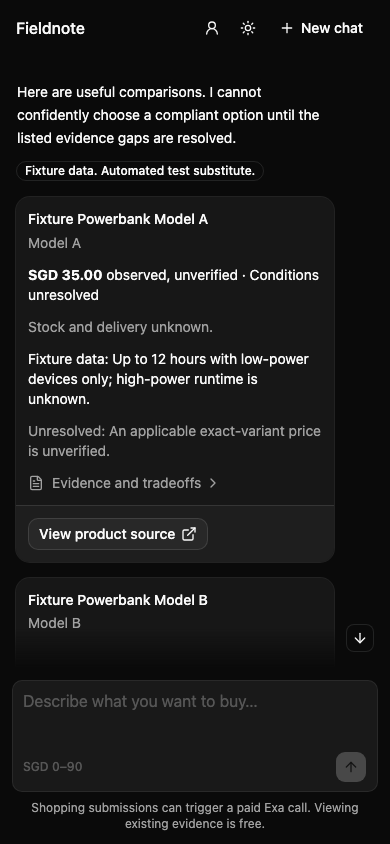 Fieldnote
New chat
Here are useful comparisons. I cannot
confidently choose a compliant option until the
listed evidence gaps are resolved.
Fixture data. Automated test substitute.
Fixture Powerbank Model A
Model A
SGD 35.00 observed, unverified · Conditions
unresolved
Stock and delivery unknown.
Fixture data: Up to 12 hours with low-power
devices only; high-power runtime is
unknown.
Unresolved: An applicable exact-variant price
is unverified.
Evidence and tradeoffs
View product source
Fixture Powerbank Model B
Model B
Describe what you want to buy...
SGD 0–90
Shopping submissions can trigger a paid Exa call. Viewing
existing evidence is free.